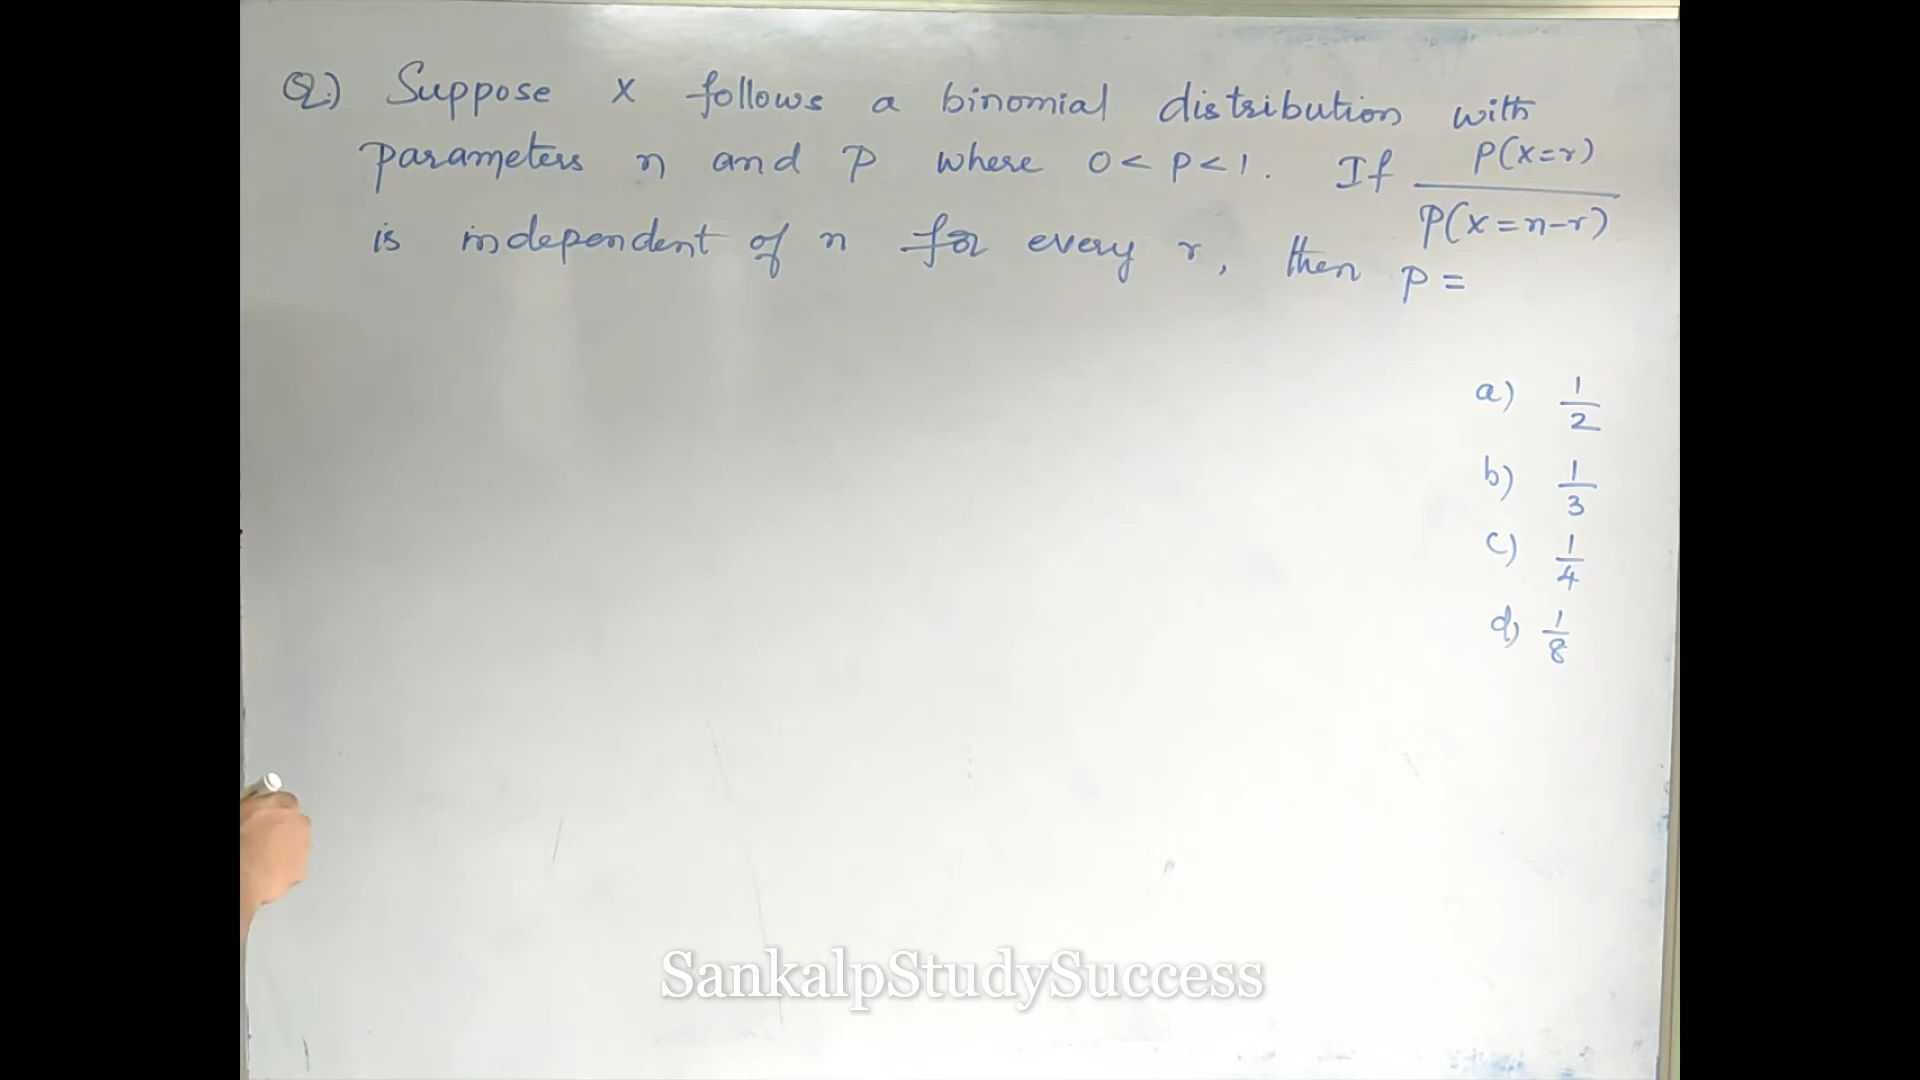 Q.) Suppose X follows a binomial distribution with
parameters n and p where 0 < p < 1. If P(X=r) / P(X=n-r)
is independent of n for every r, then p =
a) 1/2
b) 1/3
c) 1/4
d) 1/8
SankalpStudySuccess